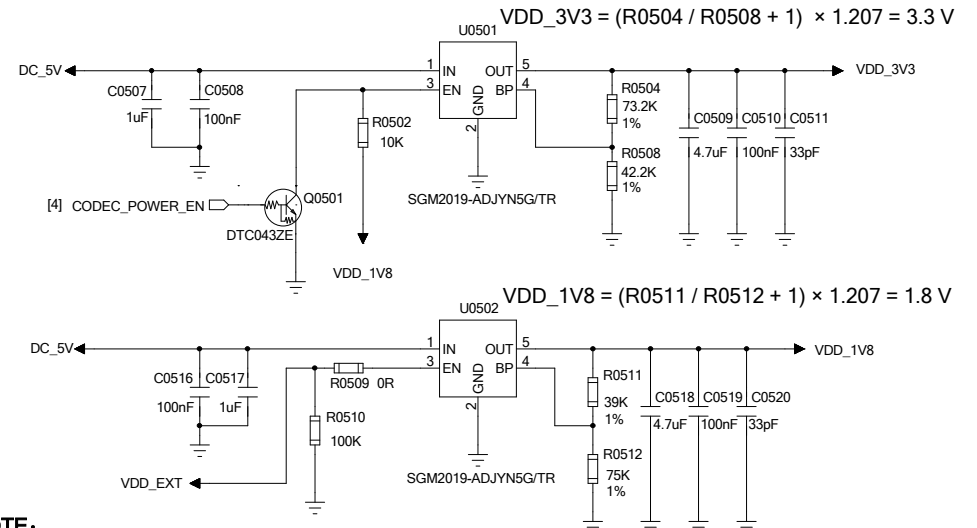 VDD_3V3 = (R0504 / R0508 + 1) × 1.207 = 3.3 V
U0501
DC_5V
1 IN OUT 5
VDD_3V3
3 EN BP 4
GND
2
C0507
1uF
C0508
100nF
R0502
10K
R0504
73.2K
1%
R0508
42.2K
1%
C0509
4.7uF
C0510
100nF
C0511
33pF
SGM2019-ADJYN5G/TR
[4] CODEC_POWER_EN
Q0501
DTC043ZE
VDD_1V8
VDD_1V8 = (R0511 / R0512 + 1) × 1.207 = 1.8 V
U0502
DC_5V
1 IN OUT 5
VDD_1V8
3 EN BP 4
GND
2
C0516
100nF
C0517
1uF
R0509 0R
R0510
100K
R0511
39K
1%
R0512
75K
1%
C0518
4.7uF
C0519
100nF
C0520
33pF
SGM2019-ADJYN5G/TR
VDD_EXT